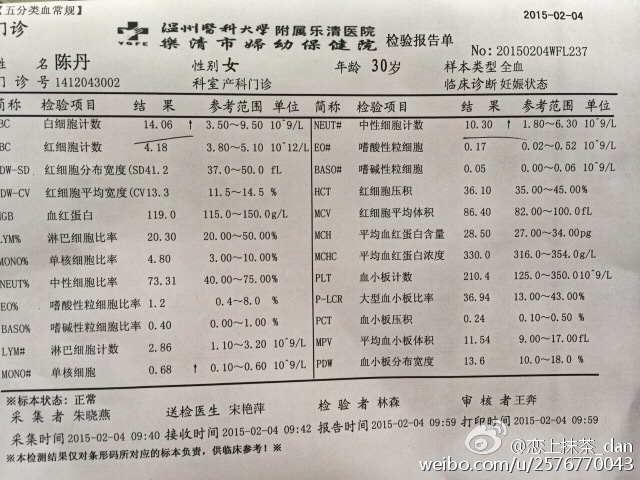 【五分类血常规】 2015-02-04
门诊 YQFE 温州医科大学附属乐清医院
樂清市婦幼保健院 检验报告单 No:20150204WFL237
姓 名 陈丹 性别 女 年龄 30岁 样本类型 全血
门 诊 号 1412043002 科室 产科门诊 临床诊断 妊娠状态
简称 检验项目 结 果 参考范围 单位 简称 检验项目 结 果 参考范围 单位
BC 白细胞计数 14.06 ↑ 3.50~9.50 10^9/L NEUT# 中性细胞计数 10.30 ↑ 1.80~6.30 10^9/L
BC 红细胞计数 4.18 3.80~5.10 10^12/L EO# 嗜酸性粒细胞 0.17 0.02~0.52 10^9/L
DW-SD 红细胞分布宽度(SD41.2 37.0~50.0 fL BASO# 嗜碱性粒细胞 0.05 0.00~0.06 10^9/L
DW-CV 红细胞平均宽度(CV13.3 11.5~14.5 % HCT 红细胞压积 36.10 35.00~45.00%
HGB 血红蛋白 119.0 115.0~150.0g/L MCV 红细胞平均体积 86.40 82.00~100.0fL
LYM% 淋巴细胞比率 20.30 20.00~50.00% MCH 平均血红蛋白含量 28.50 27.00~34.00pg
MONO% 单核细胞比率 4.80 3.00~10.00% MCHC 平均血红蛋白浓度 330.0 316.0~354.0g/L
NEUT% 中性细胞比率 73.31 40.00~75.00% PLT 血小板计数 210.4 125.0~350.010^9/L
EO% 嗜酸性粒细胞比率 1.2 0.4~8.0 % P-LCR 大型血小板比率 36.94 13.00~43.00%
BASO% 嗜碱性粒细胞比率 0.40 0.00~1.00% PCT 血小板压积 0.24 0.10~0.50 %
LYM# 淋巴细胞计数 2.86 1.10~3.20 10^9/L MPV 平均血小板体积 11.54 9.00~17.00fL
MONO# 单核细胞 0.68 ↑ 0.10~0.60 10^9/L PDW 血小板分布宽度 13.6 10.0~18.0 %
※标本状态:正常
采 集 者 朱晓燕 送检医生 宋艳萍 检 验 者 林森 审 核 者 王奔
采集时间 2015-02-04 09:40 接收时间 2015-02-04 09:42 报告时间 2015-02-04 09:59 打印时间 2015-02-04 09:59
※本检测结果仅对条形码所对应的标本负责，供临床参考！※
@恋上抹茶_dan
weibo.com/u/2576770043